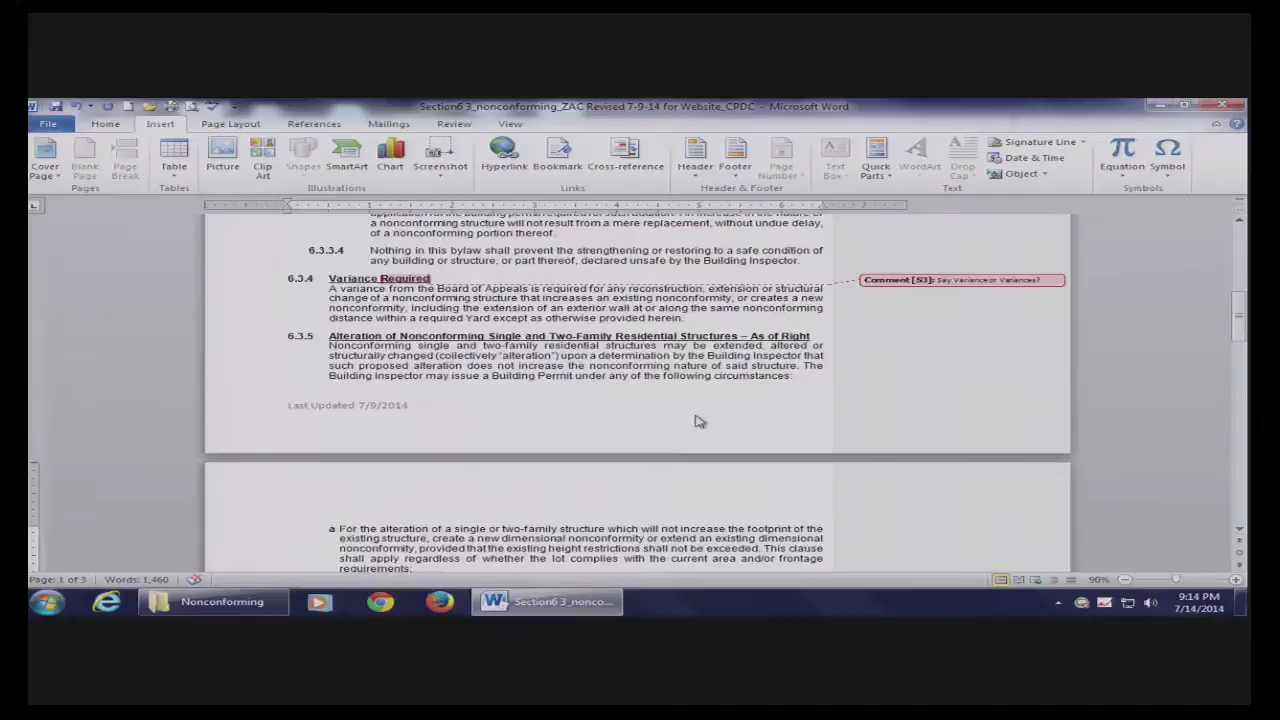 Section6 3_nonconforming_ZAC Revised 7-9-14 for Website_CPDC - Microsoft Word
File Home Insert Page Layout References Mailings Review View
Cover Page Blank Page Page Break Table Picture Clip Art Shapes SmartArt Chart Screenshot Hyperlink Bookmark Cross-reference Header Footer Page Number Text Box Quick Parts WordArt Drop Cap Signature Line Date & Time Object Equation Symbol
Pages Tables Illustrations Links Header & Footer Text Symbols
a nonconforming structure will not result from a mere replacement, without undue delay,
of a nonconforming portion thereof.
6.3.3.4 Nothing in this bylaw shall prevent the strengthening or restoring to a safe condition of
any building or structure, or part thereof, declared unsafe by the Building Inspector.
6.3.4 Variance Required
Comment [S3]: Say Variance or Variances?
A variance from the Board of Appeals is required for any reconstruction, extension or structural
change of a nonconforming structure that increases an existing nonconformity, or creates a new
nonconformity, including the extension of an exterior wall at or along the same nonconforming
distance within a required Yard except as otherwise provided herein.
6.3.5 Alteration of Nonconforming Single and Two-Family Residential Structures – As of Right
Nonconforming single and two-family residential structures may be extended, altered or
structurally changed (collectively "alteration") upon a determination by the Building Inspector that
such proposed alteration does not increase the nonconforming nature of said structure. The
Building Inspector may issue a Building Permit under any of the following circumstances:
Last Updated 7/9/2014
a For the alteration of a single or two-family structure which will not increase the footprint of the
existing structure, create a new dimensional nonconformity or extend an existing dimensional
nonconformity, provided that the existing height restrictions shall not be exceeded. This clause
shall apply regardless of whether the lot complies with the current area and/or frontage
requirements;
Page: 1 of 3 Words: 1,460 90%
Nonconforming Section6 3_nonco... 9:14 PM
7/14/2014